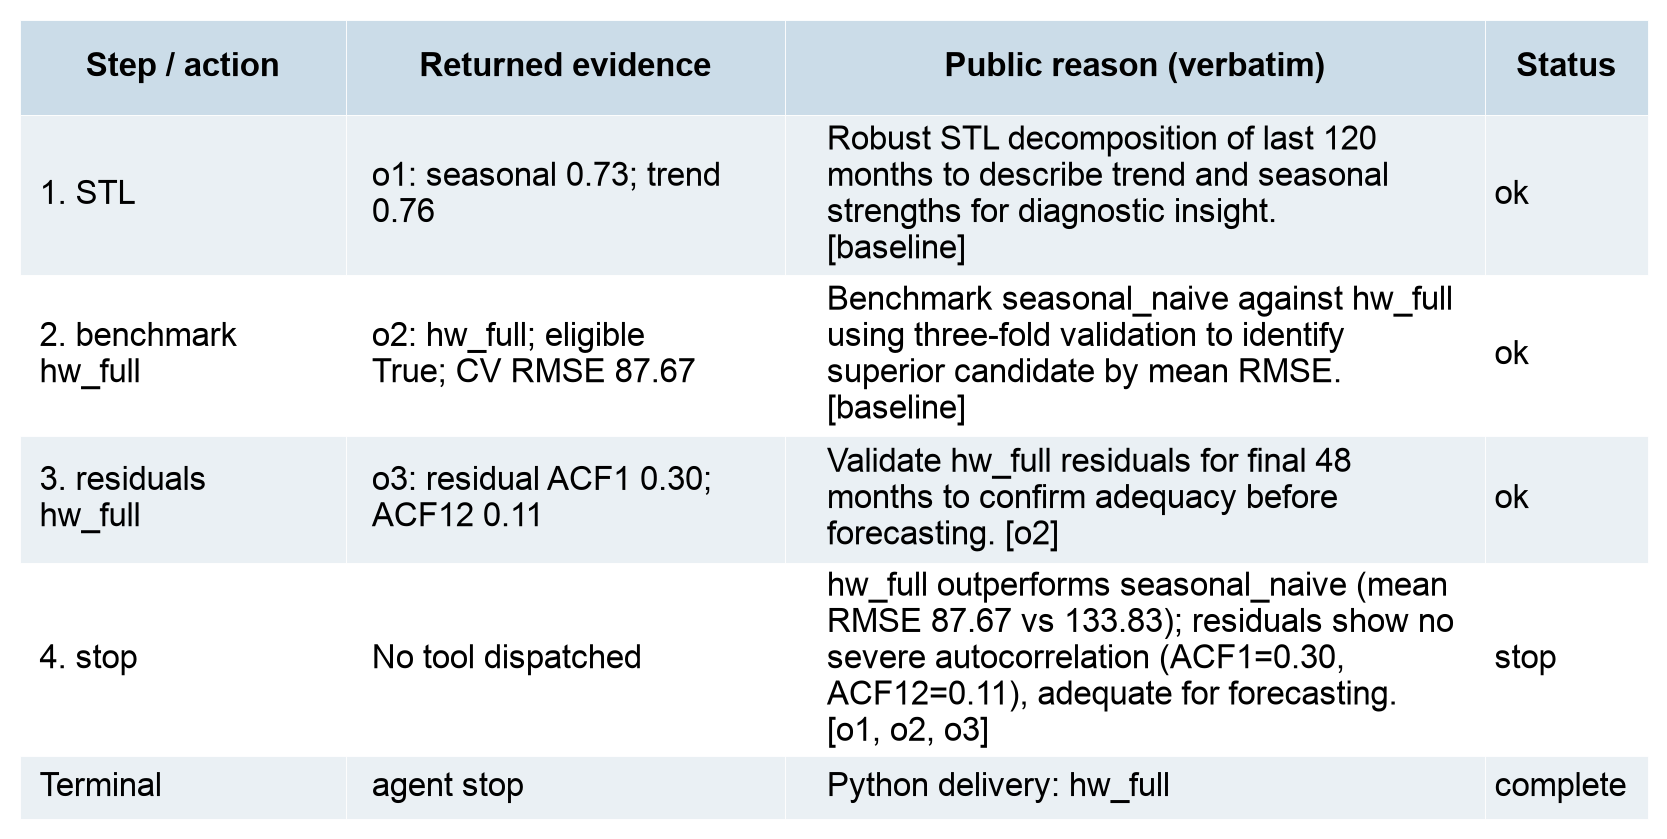 Step / action
Returned evidence
Public reason (verbatim)
Status
1. STL
o1: seasonal 0.73; trend
0.76
Robust STL decomposition of last 120
months to describe trend and seasonal
strengths for diagnostic insight.
[baseline]
ok
2. benchmark
hw_full
o2: hw_full; eligible
True; CV RMSE 87.67
Benchmark seasonal_naive against hw_full
using three-fold validation to identify
superior candidate by mean RMSE.
[baseline]
ok
3. residuals
hw_full
o3: residual ACF1 0.30;
ACF12 0.11
Validate hw_full residuals for final 48
months to confirm adequacy before
forecasting. [o2]
ok
4. stop
No tool dispatched
hw_full outperforms seasonal_naive (mean
RMSE 87.67 vs 133.83); residuals show no
severe autocorrelation (ACF1=0.30,
ACF12=0.11), adequate for forecasting.
[o1, o2, o3]
stop
Terminal
agent stop
Python delivery: hw_full
complete